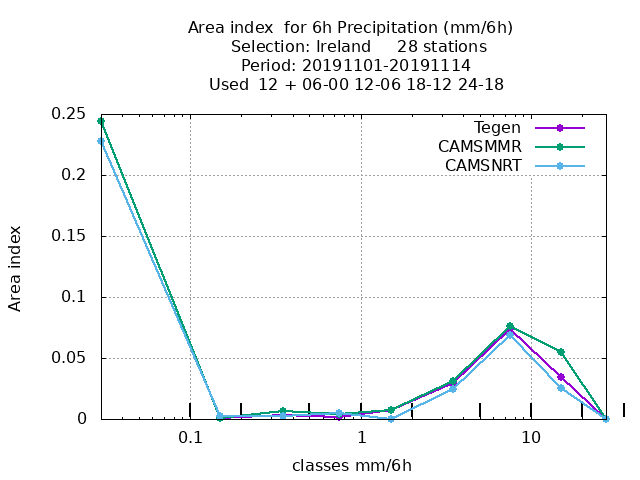 Area index  for 6h Precipitation (mm/6h)
Selection: Ireland     28 stations
Period: 20191101-20191114
Used  12 + 06-00 12-06 18-12 24-18
Tegen
CAMSMMR
CAMSNRT
0.25
0.2
0.15
0.1
0.05
0
Area index
0.1 1 10
classes mm/6h